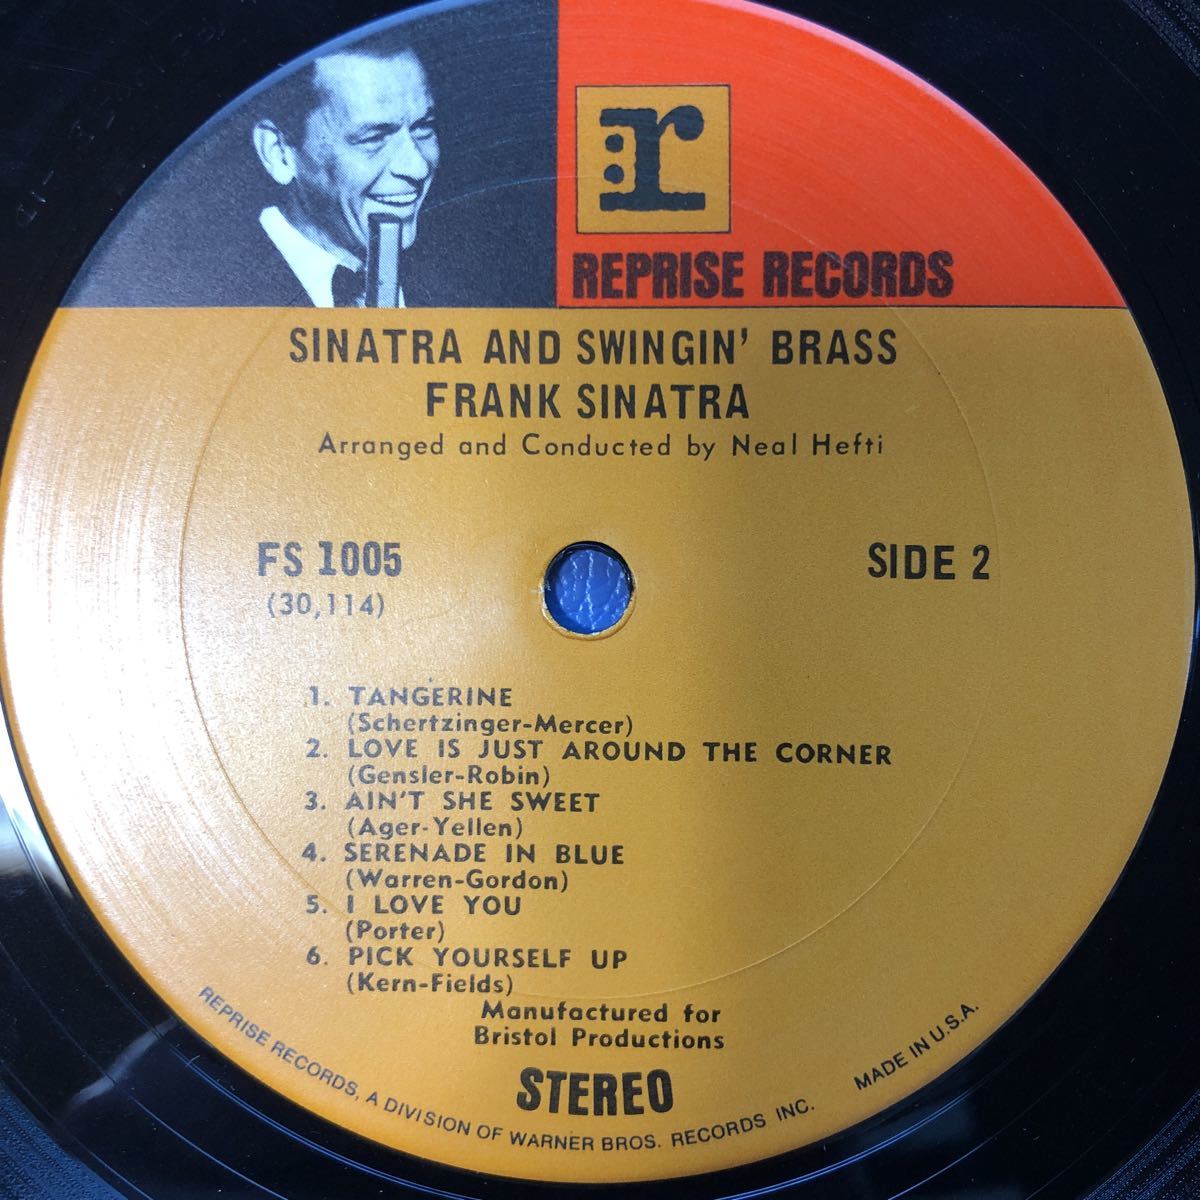 r
REPRISE RECORDS
SINATRA AND SWINGIN' BRASS
FRANK SINATRA
Arranged and Conducted by Neal Hefti
FS 1005
(30,114)
SIDE 2
1. TANGERINE
(Schertzinger-Mercer)
2. LOVE IS JUST AROUND THE CORNER
(Gensler-Robin)
3. AIN'T SHE SWEET
(Ager-Yellen)
4. SERENADE IN BLUE
(Warren-Gordon)
5. I LOVE YOU
(Porter)
6. PICK YOURSELF UP
(Kern-Fields)
Manufactured for
Bristol Productions
STEREO
REPRISE RECORDS, A DIVISION OF WARNER BROS. RECORDS INC.
MADE IN U.S.A.